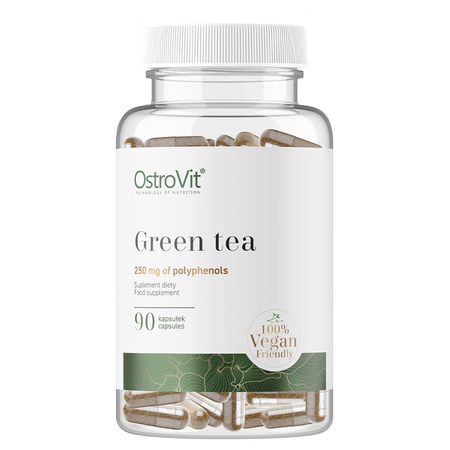 OstroVit®
TECHNOLOGY OF NUTRITION
Green tea
250 mg of polyphenols
Suplement diety
Food supplement
90 kapsułek
capsules
100%
Vegan
Friendly